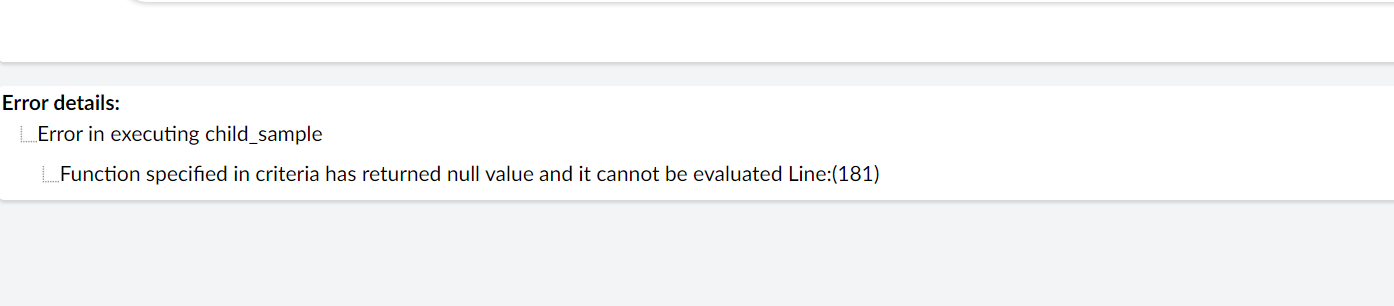 Error details:
Error in executing child_sample
Function specified in criteria has returned null value and it cannot be evaluated Line:(181)